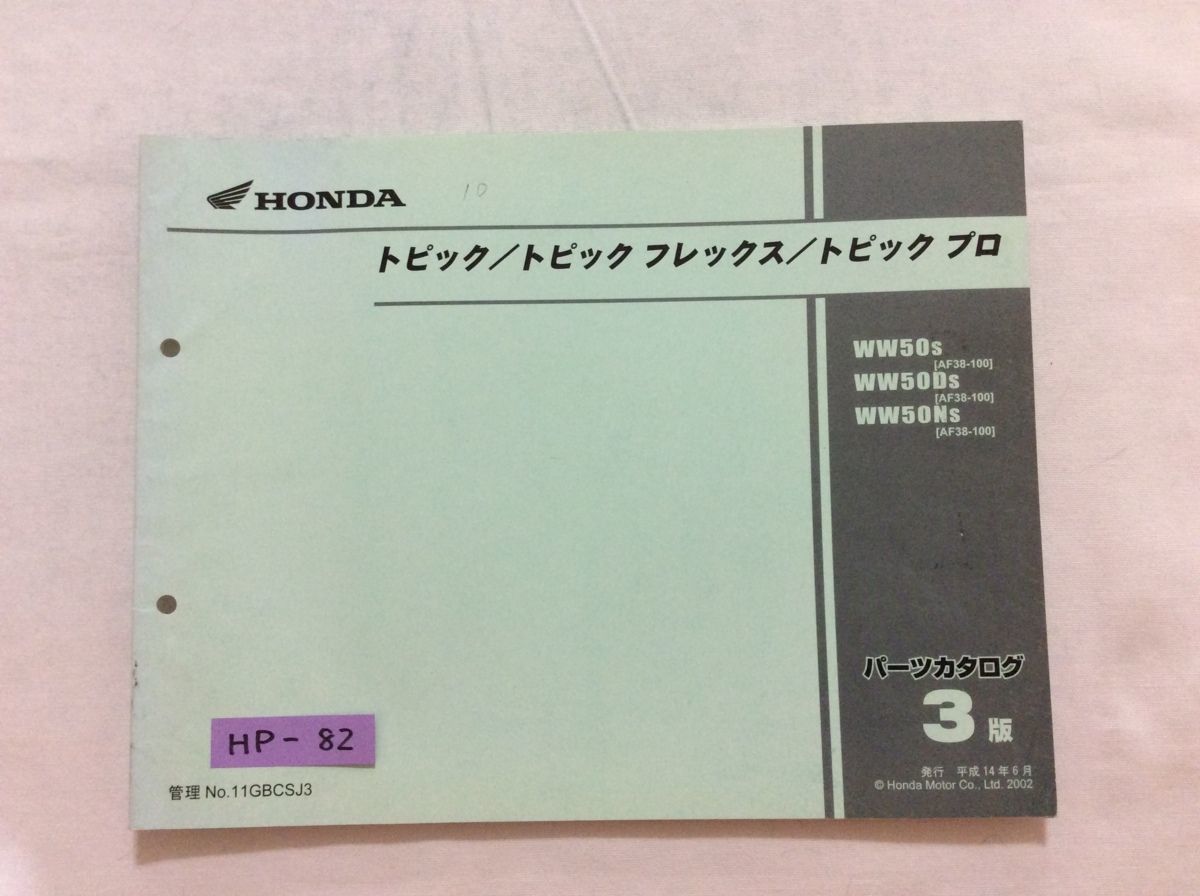 HONDA
10
トピック／トピック フレックス／トピック プロ
WW50S
[AF38-100]
WW50DS
[AF38-100]
WW50NS
[AF38-100]
パーツカタログ
3版
発行 平成14年6月
© Honda Motor Co., Ltd. 2002
HP-82
管理 No.11GBCSJ3